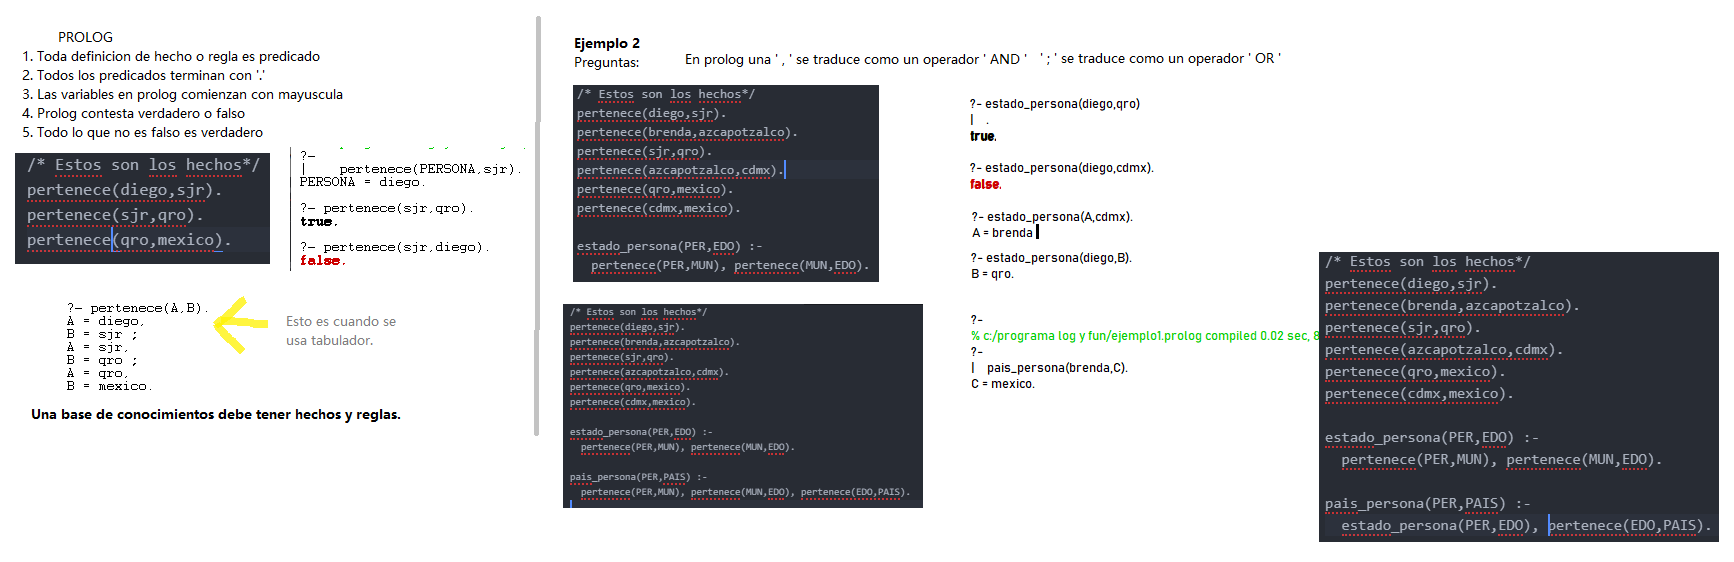 PROLOG
1. Toda definicion de hecho o regla es predicado
2. Todos los predicados terminan con '.'
3. Las variables en prolog comienzan con mayuscula
4. Prolog contesta verdadero o falso
5. Todo lo que no es falso es verdadero
/* Estos son los hechos*/
pertenece(diego,sjr).
pertenece(sjr,qro).
pertenece(qro,mexico).
?-
|    pertenece(PERSONA,sjr).
PERSONA = diego.
?- pertenece(sjr,qro).
true.
?- pertenece(sjr,diego).
false.
?- pertenece(A,B).
A = diego,
B = sjr ;
A = sjr,
B = qro ;
A = qro,
B = mexico.
Esto es cuando se
usa tabulador.
Una base de conocimientos debe tener hechos y reglas.
Ejemplo 2
Preguntas:
En prolog una ' , ' se traduce como un operador ' AND '   ' ; ' se traduce como un operador ' OR '
/* Estos son los hechos*/
pertenece(diego,sjr).
pertenece(brenda,azcapotzalco).
pertenece(sjr,qro).
pertenece(azcapotzalco,cdmx).
pertenece(qro,mexico).
pertenece(cdmx,mexico).
estado_persona(PER,EDO) :-
pertenece(PER,MUN), pertenece(MUN,EDO).
/* Estos son los hechos*/
pertenece(diego,sjr).
pertenece(brenda,azcapotzalco).
pertenece(sjr,qro).
pertenece(azcapotzalco,cdmx).
pertenece(qro,mexico).
pertenece(cdmx,mexico).
estado_persona(PER,EDO) :-
pertenece(PER,MUN), pertenece(MUN,EDO).
pais_persona(PER,PAIS) :-
pertenece(PER,MUN), pertenece(MUN,EDO), pertenece(EDO,PAIS).
?- estado_persona(diego,qro)
|    .
true.
?- estado_persona(diego,cdmx).
false.
?- estado_persona(A,cdmx).
A = brenda
?- estado_persona(diego,B).
B = qro.
?-
% c:/programa log y fun/ejemplo1.prolog compiled 0.02 sec, 8
?-
|    pais_persona(brenda,C).
C = mexico.
/* Estos son los hechos*/
pertenece(diego,sjr).
pertenece(brenda,azcapotzalco).
pertenece(sjr,qro).
pertenece(azcapotzalco,cdmx).
pertenece(qro,mexico).
pertenece(cdmx,mexico).
estado_persona(PER,EDO) :-
pertenece(PER,MUN), pertenece(MUN,EDO).
pais_persona(PER,PAIS) :-
estado_persona(PER,EDO), pertenece(EDO,PAIS).